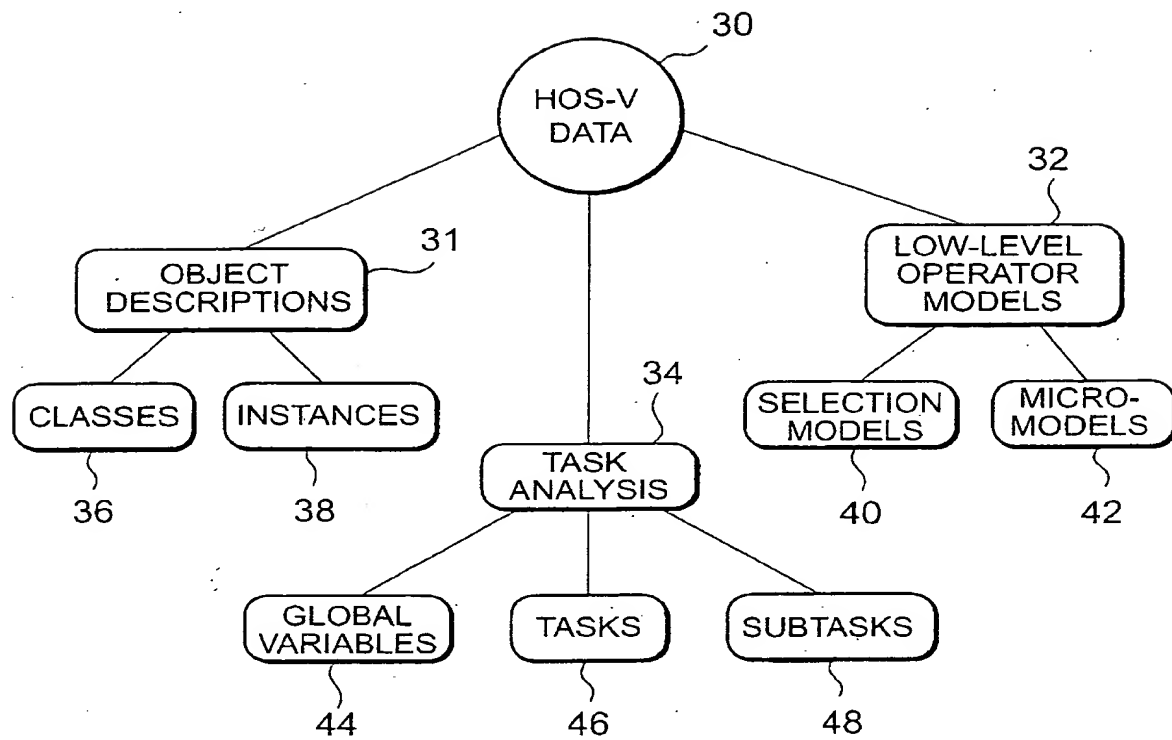 30
HOS-V
DATA
31
OBJECT
DESCRIPTIONS
32
LOW-LEVEL
OPERATOR
MODELS
CLASSES
36
INSTANCES
38
34
TASK
ANALYSIS
SELECTION
MODELS
40
MICRO-
MODELS
42
GLOBAL
VARIABLES
44
TASKS
46
SUBTASKS
48